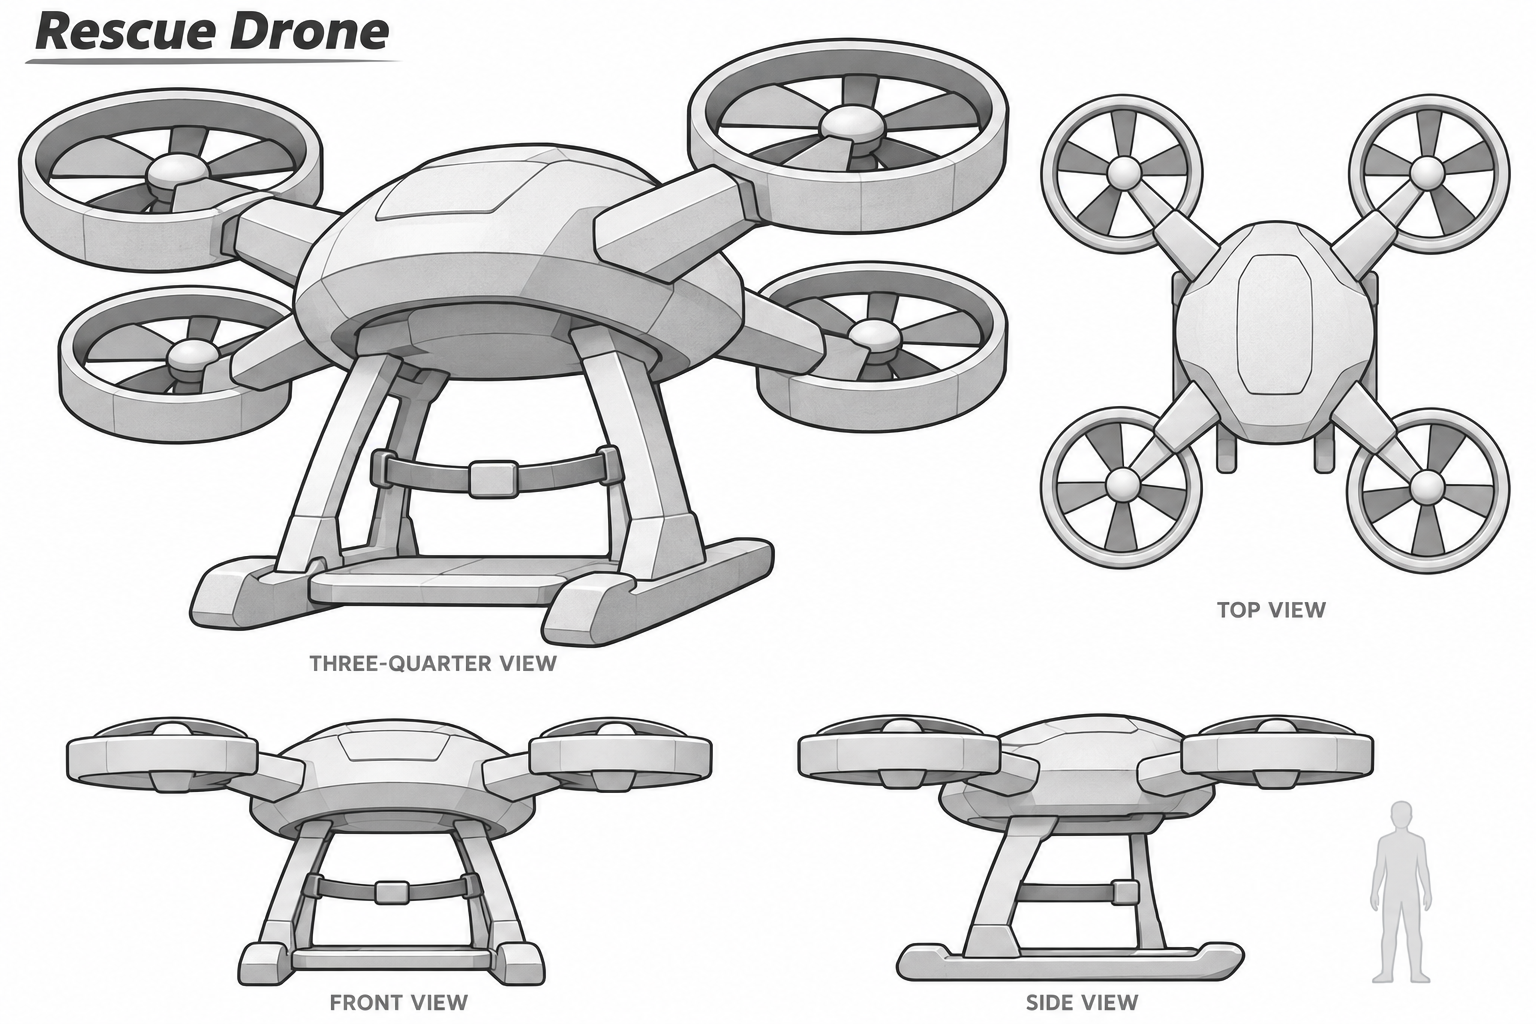 Rescue Drone
THREE-QUARTER VIEW
TOP VIEW
FRONT VIEW
SIDE VIEW